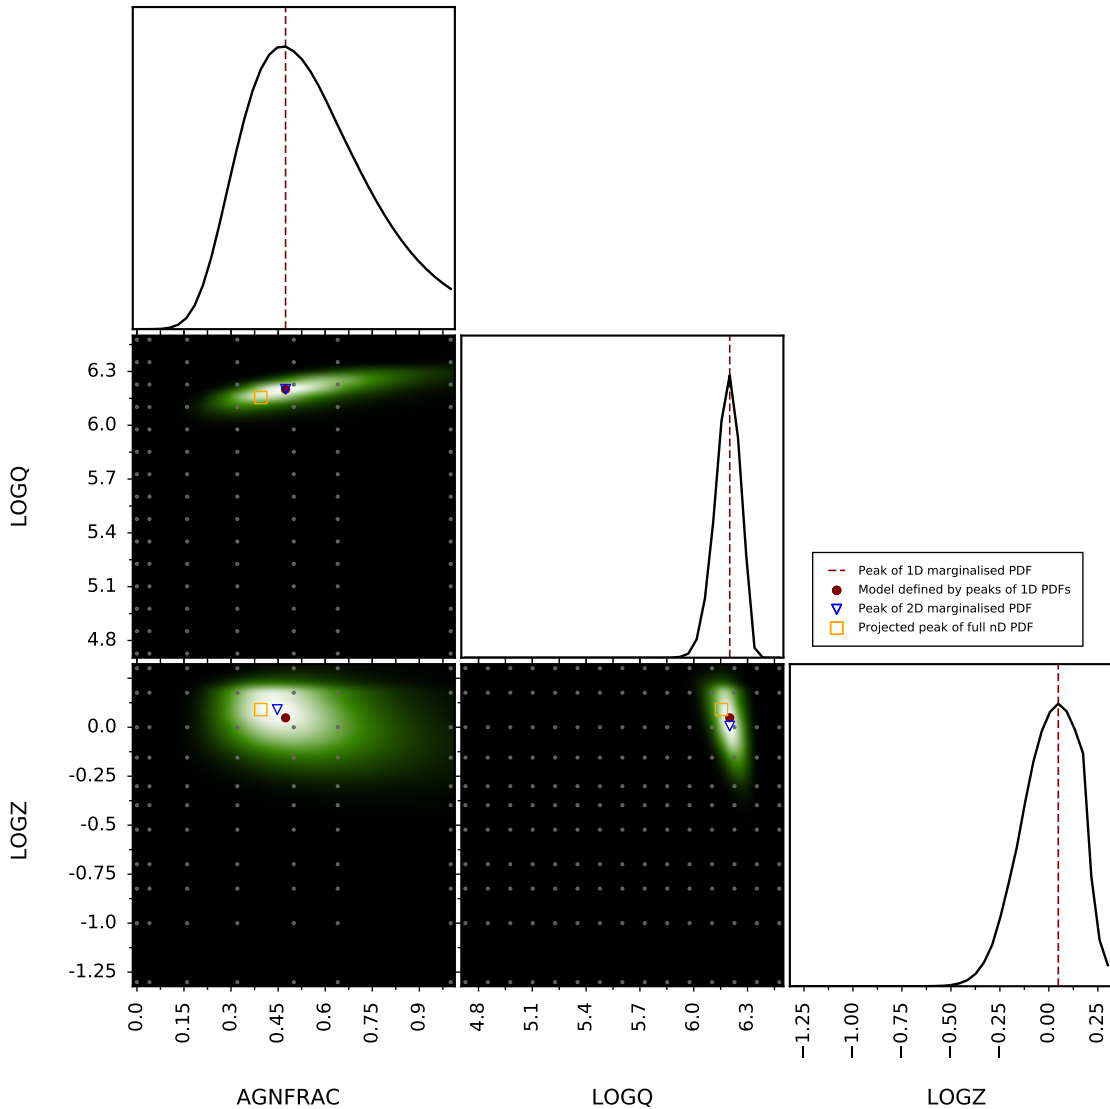 6.3
6.0
5.7
5.4
5.1
4.8
LOGQ
Peak of 1D marginalised PDF
Model defined by peaks of 1D PDFs
Peak of 2D marginalised PDF
Projected peak of full nD PDF
0.0
-0.25
-0.5
-0.75
-1.0
-1.25
LOGZ
0.0 0.15 0.3 0.45 0.6 0.75 0.9
4.8 5.1 5.4 5.7 6.0 6.3
−1.25 −1.00 −0.75 −0.50 −0.25 0.00 0.25
AGNFRAC LOGQ LOGZ